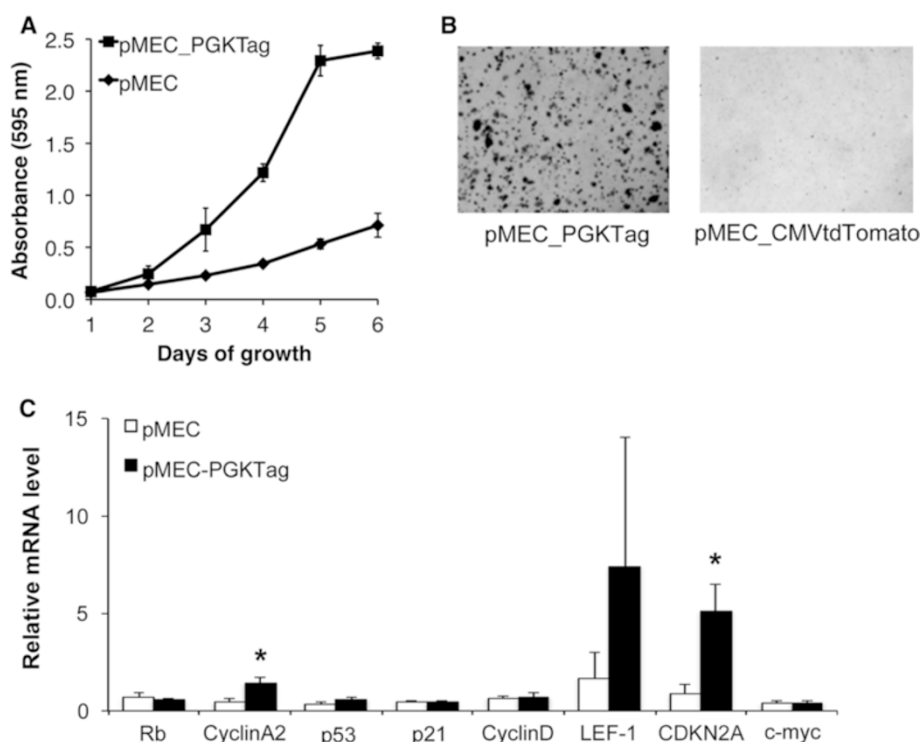 A
B
pMEC_PGKTag
pMEC
2.5
2.0
1.5
1.0
0.5
0.0
Absorbance (595 nm)
1 2 3 4 5 6
Days of growth
pMEC_PGKTag
pMEC_CMVtdTomato
C
pMEC
pMEC-PGKTag
15
10
5
0
Relative mRNA level
*
*
Rb CyclinA2 p53 p21 CyclinD LEF-1 CDKN2A c-myc